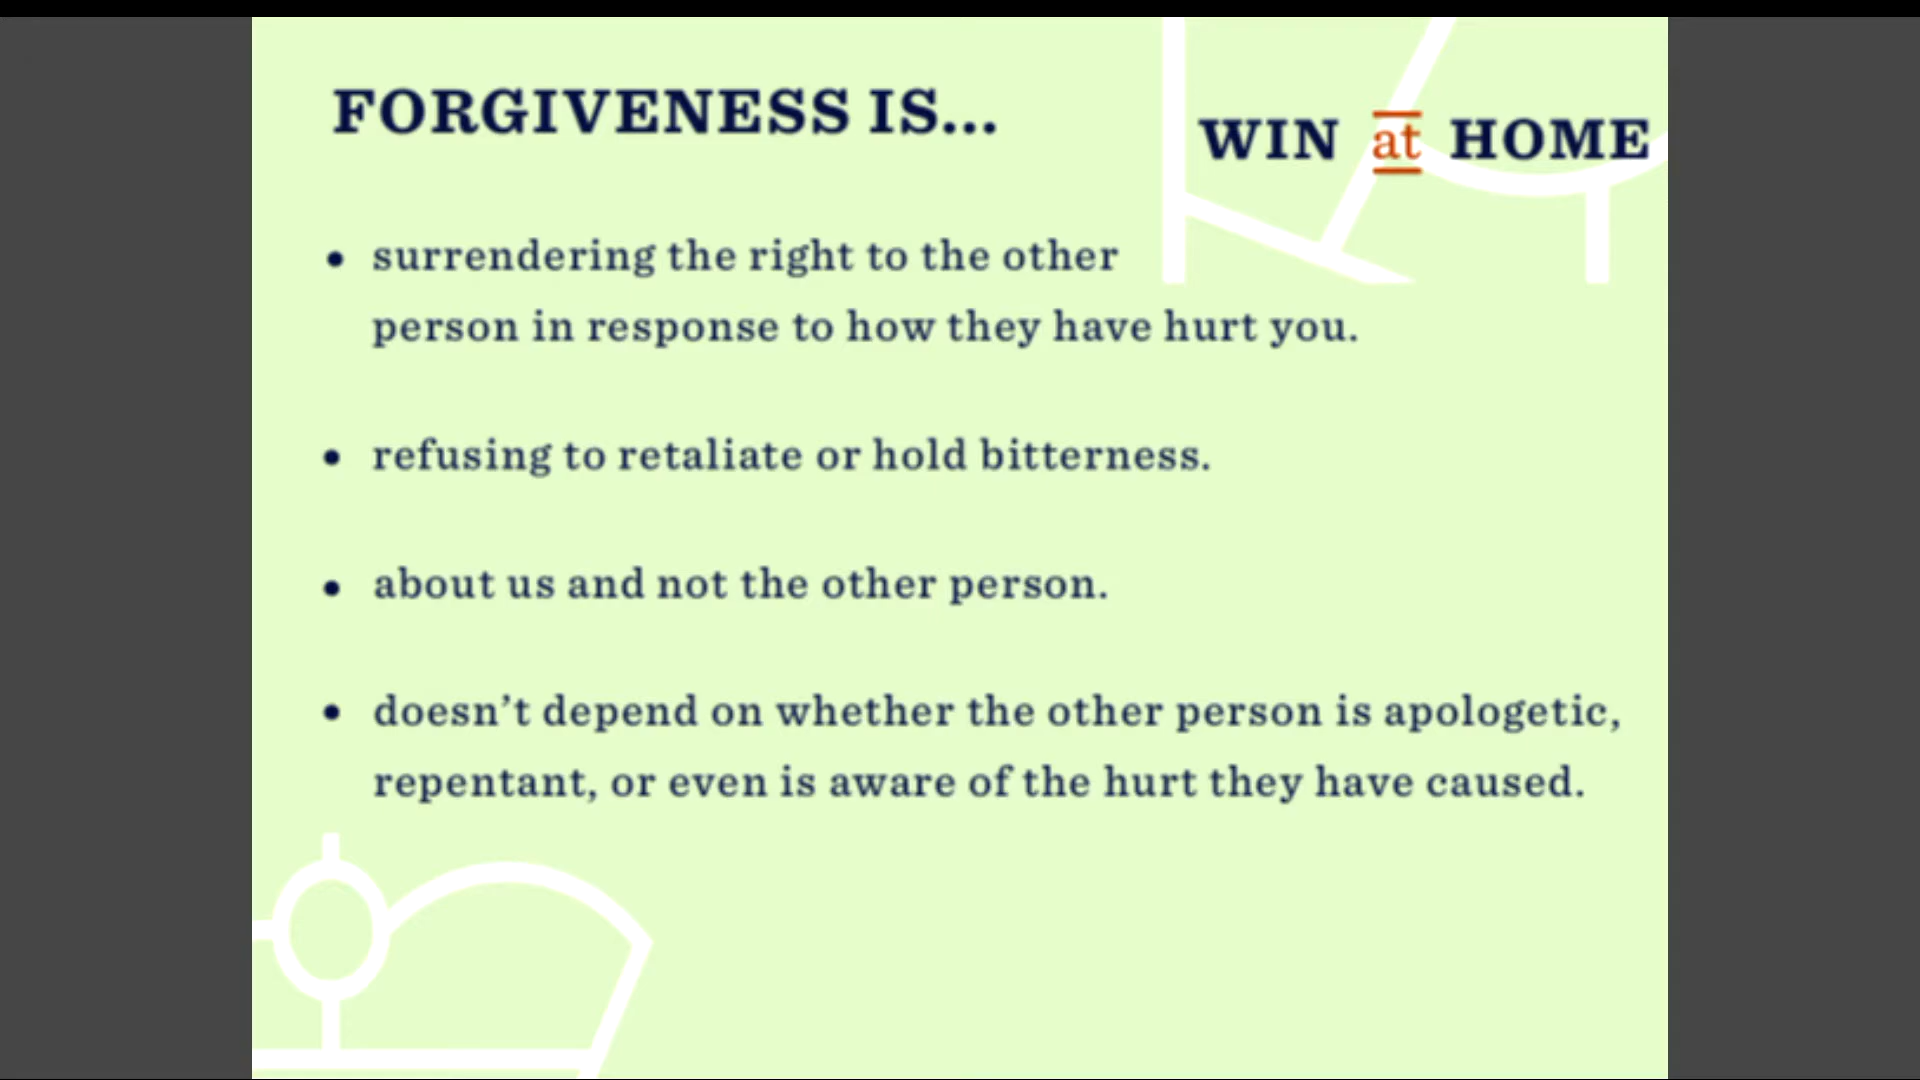 FORGIVENESS IS...
WIN at HOME
• surrendering the right to the other
person in response to how they have hurt you.
• refusing to retaliate or hold bitterness.
• about us and not the other person.
• doesn’t depend on whether the other person is apologetic,
repentant, or even is aware of the hurt they have caused.